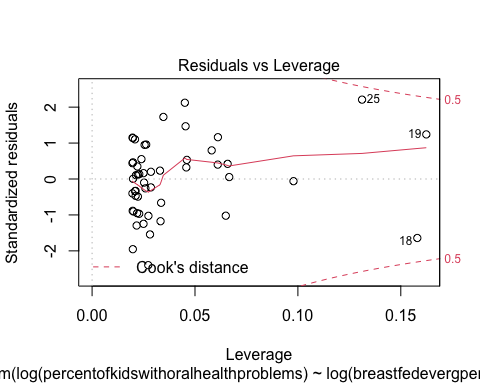 Residuals vs Leverage
Standardized residuals
2
1
0
-1
-2
25
19
18
0.5
0.5
Cook's distance
0.00
0.05
0.10
0.15
Leverage
m(log(percentofkidswithoralhealthproblems) ~ log(breastfedevergper